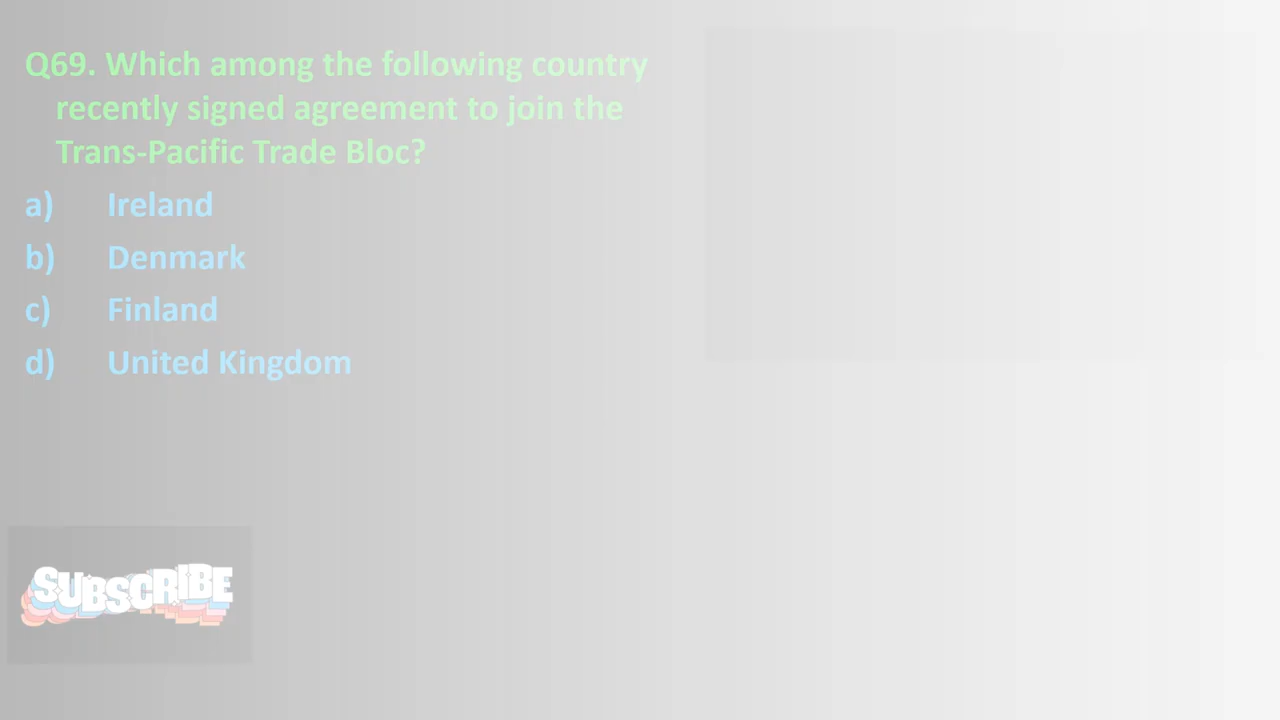 Q69. Which among the following country
recently signed agreement to join the
Trans-Pacific Trade Bloc?
a) Ireland
b) Denmark
c) Finland
d) United Kingdom
SUBSCRIBE